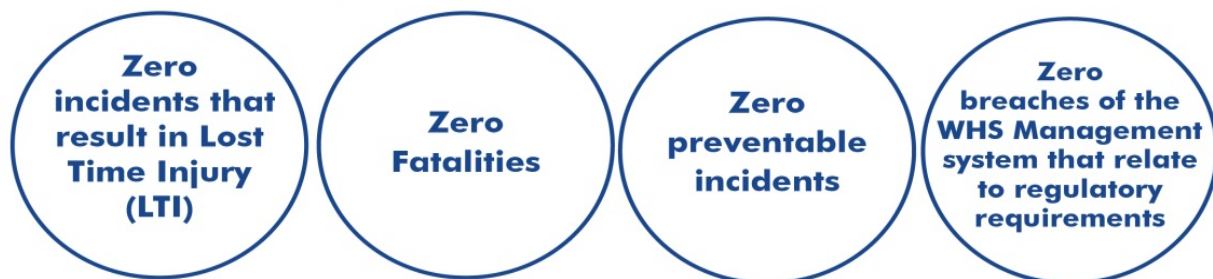 Zero
incidents that
result in Lost
Time Injury
(LTI)
Zero
Fatalities
Zero
preventable
incidents
Zero
breaches of the
WHS Management
system that relate
to regulatory
requirements